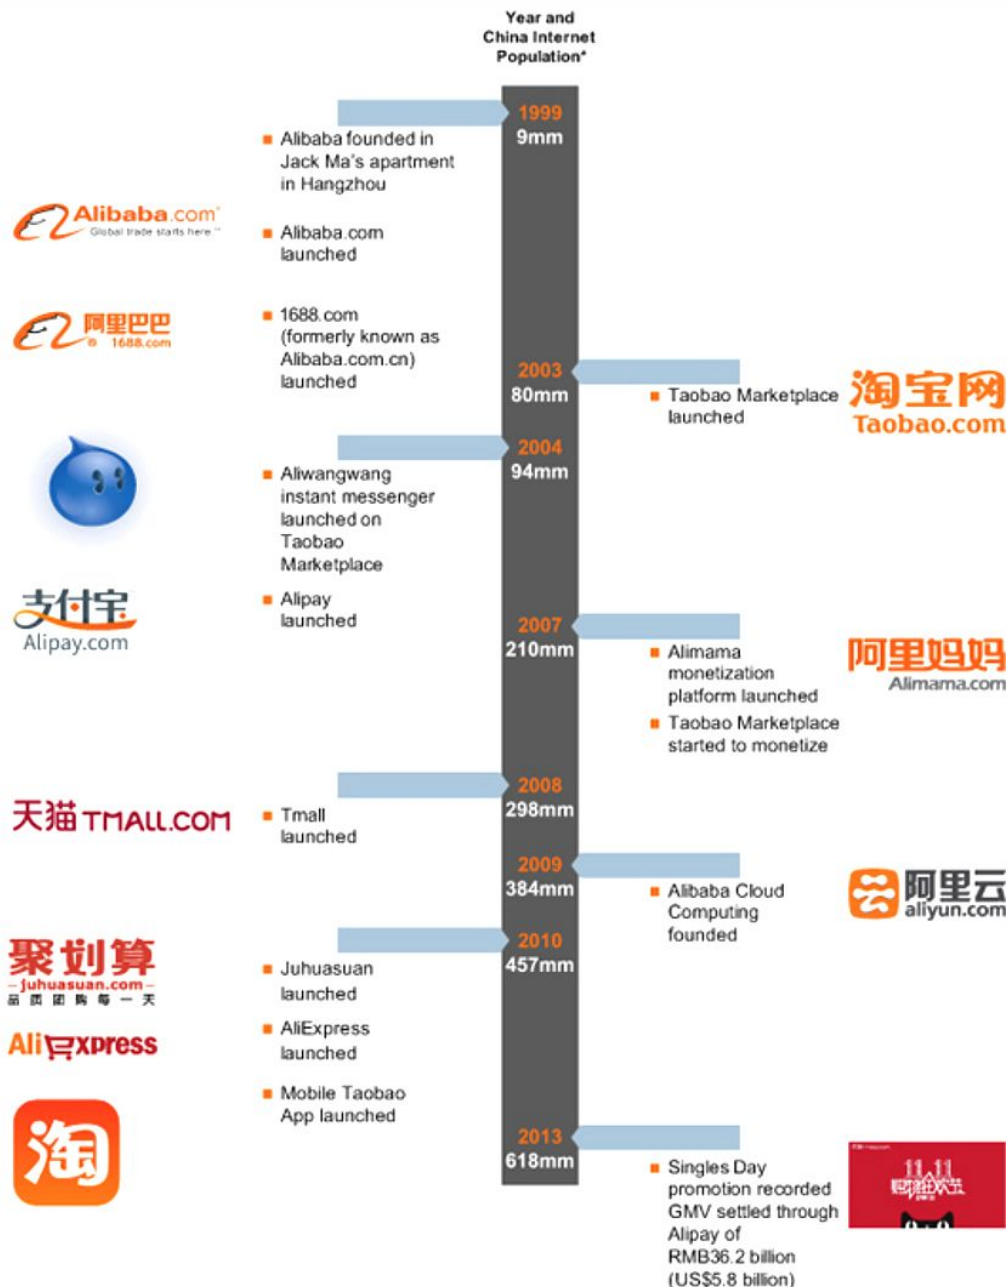 Year and
China Internet
Population*
1999
9mm
Alibaba founded in
Jack Ma's apartment
in Hangzhou
Alibaba.com
Global trade starts here
Alibaba.com
launched
阿里巴巴
1688.com
1688.com
(formerly known as
Alibaba.com.cn)
launched
2003
80mm
Taobao Marketplace
launched
淘宝网
Taobao.com
2004
94mm
Aliwangwang
instant messenger
launched on
Taobao
Marketplace
支付宝
Alipay.com
Alipay
launched
2007
210mm
Alimama
monetization
platform launched
阿里妈妈
Alimama.com
Taobao Marketplace
started to monetize
2008
298mm
天猫 TMALL.COM
Tmall
launched
2009
384mm
Alibaba Cloud
Computing
founded
阿里云
aliyun.com
2010
457mm
聚划算
juhuasuan.com
品质团购每一天
Juhuasuan
launched
AliExpress
AliExpress
launched
淘
Mobile Taobao
App launched
2013
618mm
Singles Day
promotion recorded
GMV settled through
Alipay of
RMB36.2 billion
(US$5.8 billion)
11.11
购物狂欢节